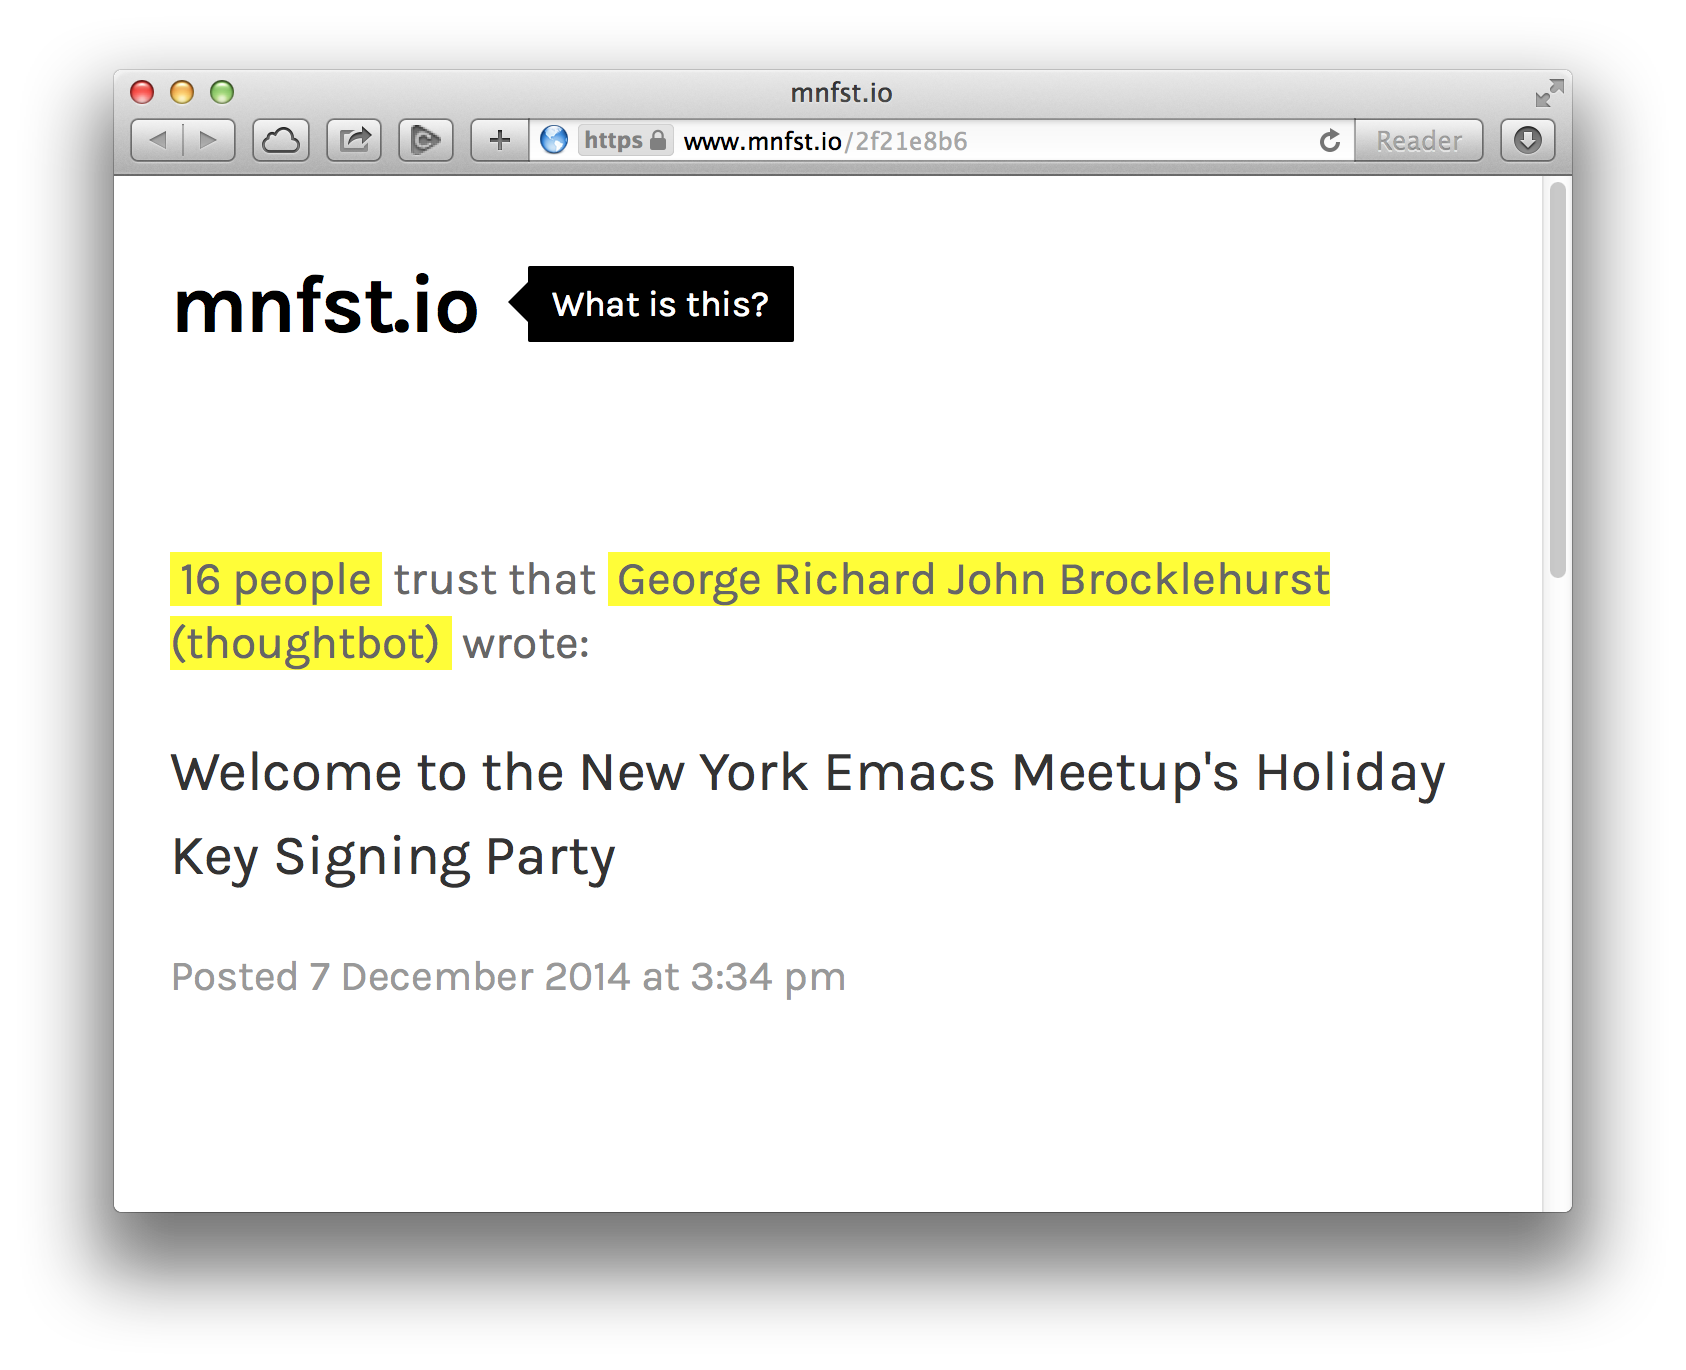 mnfst.io
https www.mnfst.io/2f21e8b6 Reader
mnfst.io What is this?
16 people trust that George Richard John Brocklehurst
(thoughtbot) wrote:
Welcome to the New York Emacs Meetup's Holiday
Key Signing Party
Posted 7 December 2014 at 3:34 pm